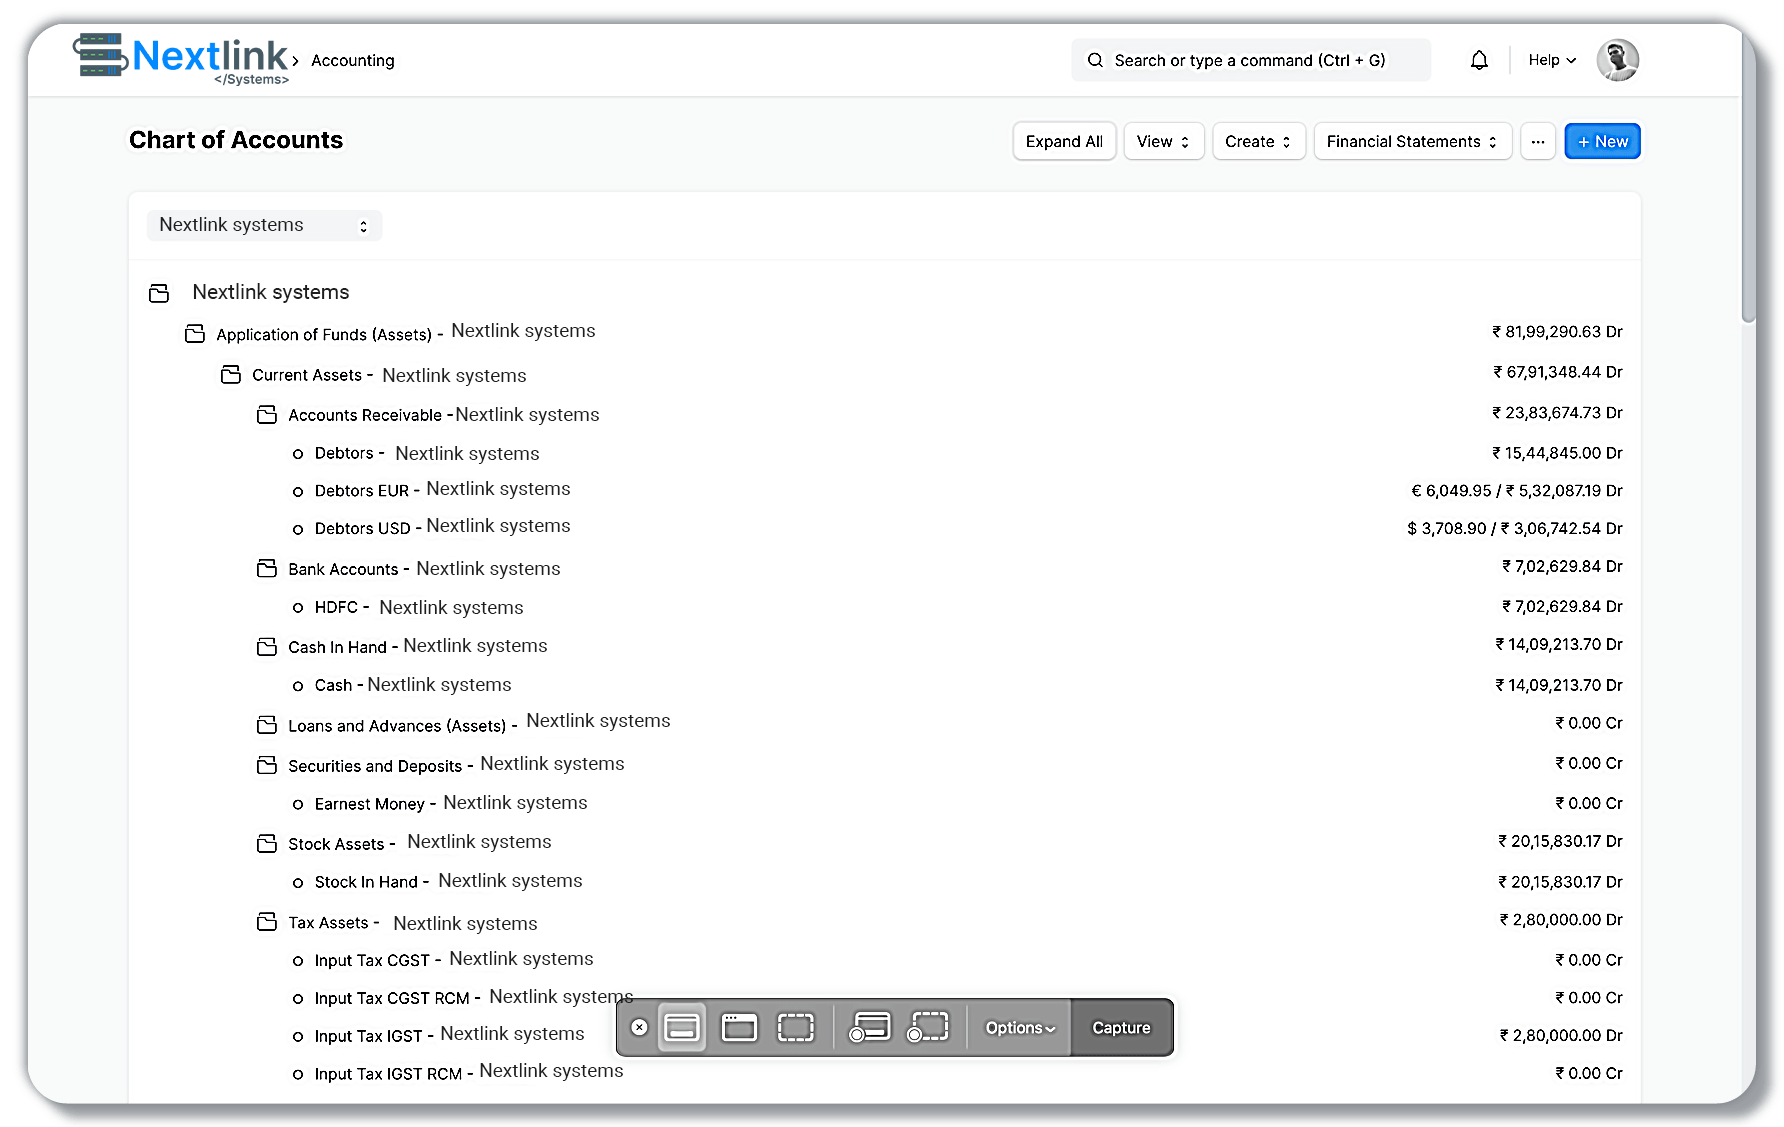 Nextlink › Accounting
</Systems>
Search or type a command (Ctrl + G)
Help
Chart of Accounts
Expand All
View
Create
Financial Statements
···
+ New
Nextlink systems
Nextlink systems
Application of Funds (Assets) - Nextlink systems ₹ 81,99,290.63 Dr
Current Assets - Nextlink systems ₹ 67,91,348.44 Dr
Accounts Receivable - Nextlink systems ₹ 23,83,674.73 Dr
Debtors - Nextlink systems ₹ 15,44,845.00 Dr
Debtors EUR - Nextlink systems € 6,049.95 / ₹ 5,32,087.19 Dr
Debtors USD - Nextlink systems $ 3,708.90 / ₹ 3,06,742.54 Dr
Bank Accounts - Nextlink systems ₹ 7,02,629.84 Dr
HDFC - Nextlink systems ₹ 7,02,629.84 Dr
Cash In Hand - Nextlink systems ₹ 14,09,213.70 Dr
Cash - Nextlink systems ₹ 14,09,213.70 Dr
Loans and Advances (Assets) - Nextlink systems ₹ 0.00 Cr
Securities and Deposits - Nextlink systems ₹ 0.00 Cr
Earnest Money - Nextlink systems ₹ 0.00 Cr
Stock Assets - Nextlink systems ₹ 20,15,830.17 Dr
Stock In Hand - Nextlink systems ₹ 20,15,830.17 Dr
Tax Assets - Nextlink systems ₹ 2,80,000.00 Dr
Input Tax CGST - Nextlink systems ₹ 0.00 Cr
Input Tax CGST RCM - Nextlink systems ₹ 0.00 Cr
Input Tax IGST - Nextlink systems ₹ 2,80,000.00 Dr
Options
Capture
Input Tax IGST RCM - Nextlink systems ₹ 0.00 Cr